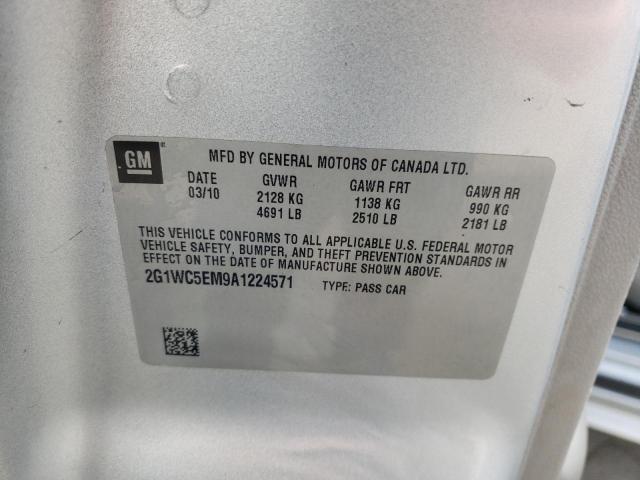 GM
MFD BY GENERAL MOTORS OF CANADA LTD.
DATE GVWR GAWR FRT GAWR RR
03/10 2128 KG 1138 KG 990 KG
4691 LB 2510 LB 2181 LB
THIS VEHICLE CONFORMS TO ALL APPLICABLE U.S. FEDERAL MOTOR
VEHICLE SAFETY, BUMPER, AND THEFT PREVENTION STANDARDS IN
EFFECT ON THE DATE OF MANUFACTURE SHOWN ABOVE.
2G1WC5EM9A1224571 TYPE: PASS CAR